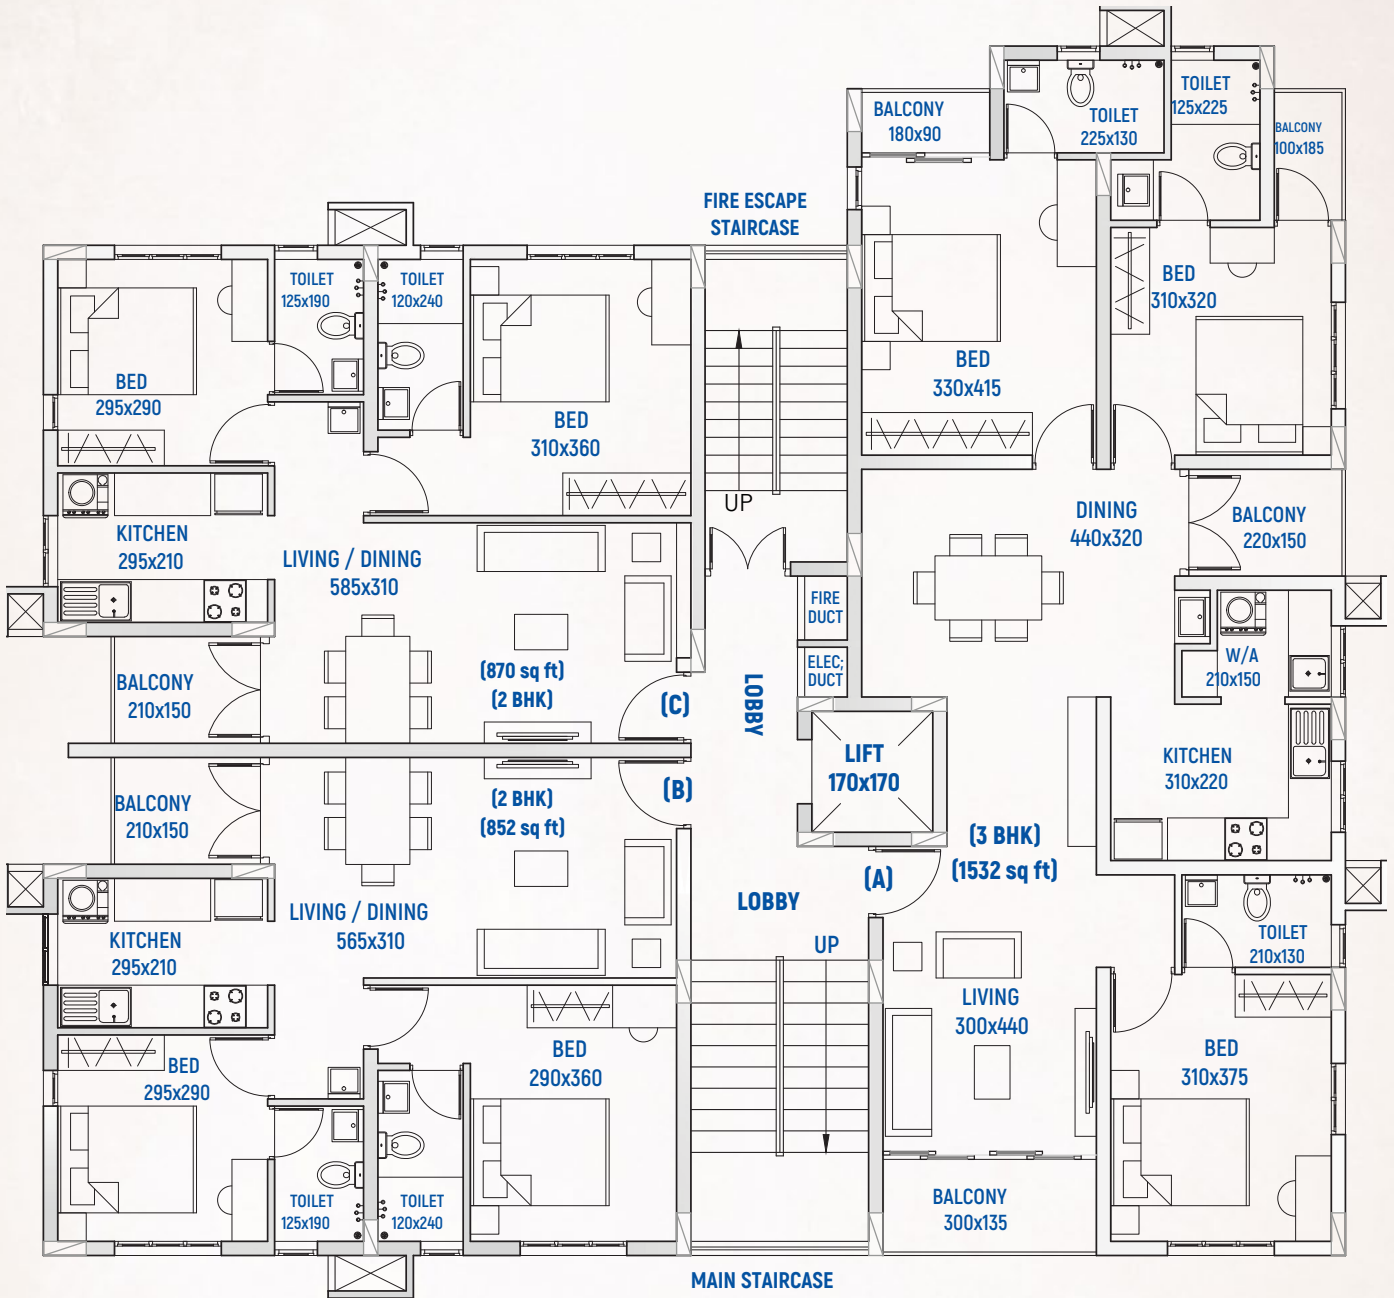 TOILET
125x225
BALCONY
180x90
TOILET
225x130
BALCONY
100x185
FIRE ESCAPE
STAIRCASE
TOILET
125x190
TOILET
120x240
BED
310x320
BED
295x290
BED
310x360
BED
330x415
UP
KITCHEN
295x210
LIVING / DINING
585x310
DINING
440x320
BALCONY
220x150
FIRE
DUCT
ELEC;
DUCT
W/A
210x150
BALCONY
210x150
(870 sq ft)
(2 BHK)
(C)
LOBBY
LIFT
170x170
KITCHEN
310x220
BALCONY
210x150
(2 BHK)
(852 sq ft)
(B)
(3 BHK)
(1532 sq ft)
(A)
LOBBY
LIVING / DINING
565x310
KITCHEN
295x210
UP
TOILET
210x130
LIVING
300x440
BED
295x290
BED
290x360
BED
310x375
TOILET
125x190
TOILET
120x240
BALCONY
300x135
MAIN STAIRCASE